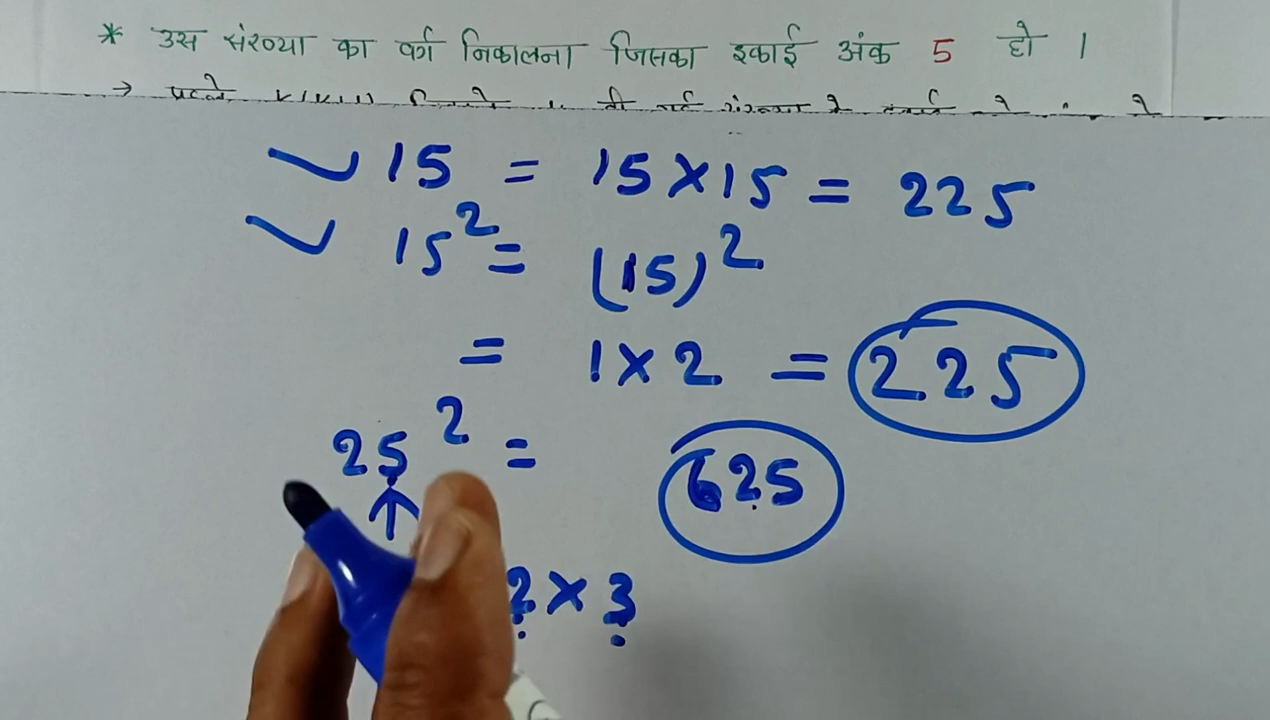 * उस संख्या का वर्ग निकालना जिसका इकाई अंक 5 हो ।
→ पहले
15 = 15 × 15 = 225
15² = (15)²
= 1 × 2 = 225
25² = 625
2 × 3